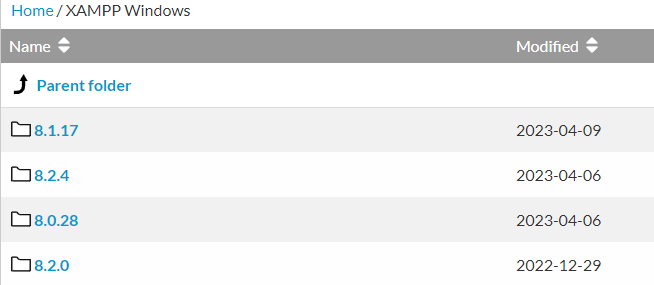 Home / XAMPP Windows
Name Modified
Parent folder
8.1.17 2023-04-09
8.2.4 2023-04-06
8.0.28 2023-04-06
8.2.0 2022-12-29